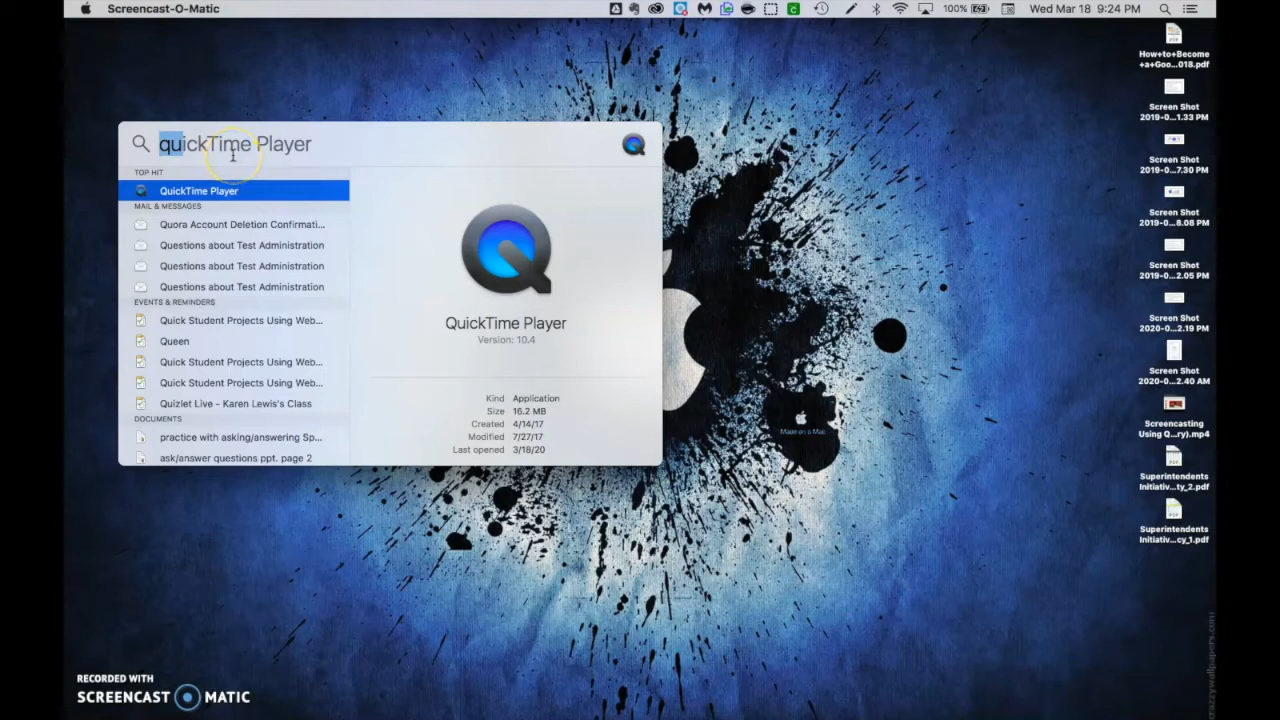 Screencast-O-Matic
100%
Wed Mar 18 9:24 PM
quickTime Player
TOP HIT
QuickTime Player
MAIL & MESSAGES
Quora Account Deletion Confirmati...
Questions about Test Administration
Questions about Test Administration
Questions about Test Administration
EVENTS & REMINDERS
Quick Student Projects Using Web...
Queen
Quick Student Projects Using Web...
Quick Student Projects Using Web...
Quizlet Live - Karen Lewis's Class
DOCUMENTS
practice with asking/answering Sp...
ask/answer questions ppt. page 2
QuickTime Player
Version: 10.4
Kind Application
Size 16.2 MB
Created 4/14/17
Modified 7/27/17
Last opened 3/18/20
How+to+Become
+a+Goo...018.pdf
Screen Shot
2019-0...1.33 PM
Screen Shot
2019-0...7.30 PM
Screen Shot
2019-0...8.08 PM
Screen Shot
2019-0...2.05 PM
Screen Shot
2020-0...2.19 PM
Screen Shot
2020-0...2.40 AM
Screencasting
Using Q...ry).mp4
Superintendents
Initiativ...ty_2.pdf
Superintendents
Initiativ...cy_1.pdf
Made on a Mac
RECORDED WITH
SCREENCAST MATIC